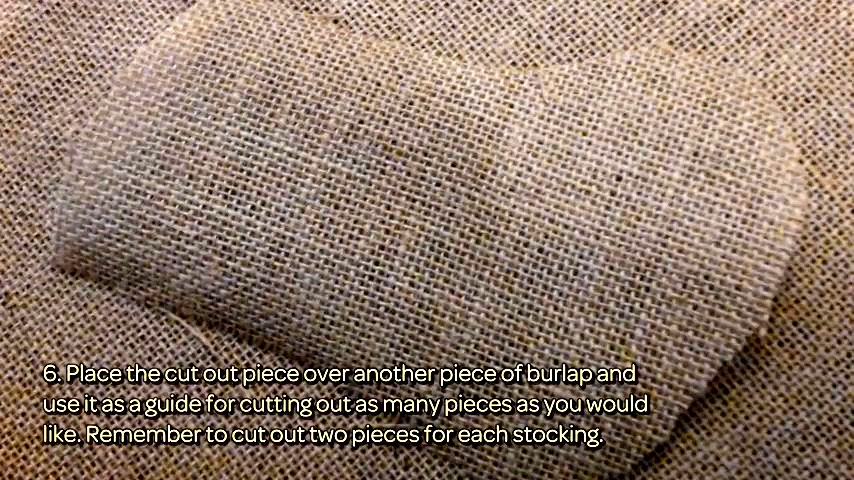 6. Place the cut out piece over another piece of burlap and
use it as a guide for cutting out as many pieces as you would
like. Remember to cut out two pieces for each stocking.